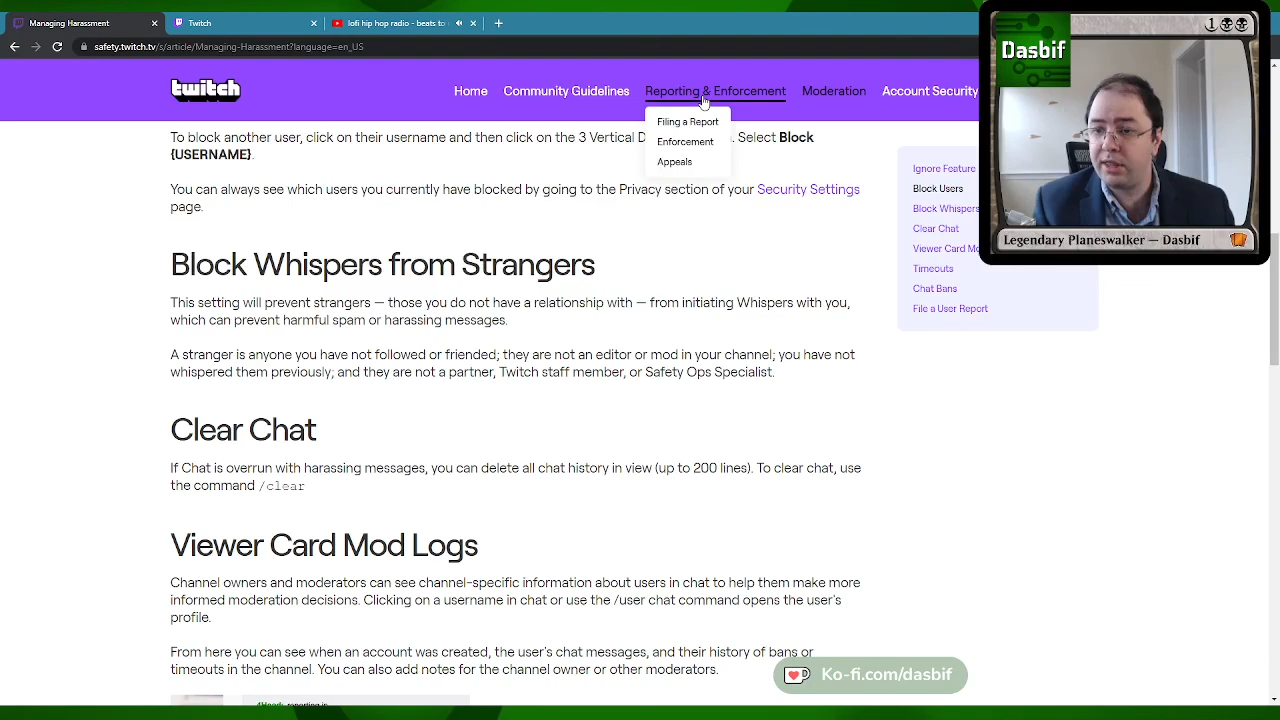 Managing Harassment
Twitch
lofi hip hop radio - beats to
safety.twitch.tv/s/article/Managing-Harassment?language=en_US
twitch
Home
Community Guidelines
Reporting & Enforcement
Moderation
Account Security
Filing a Report
Enforcement
Appeals
To block another user, click on their username and then click on the 3 Vertical D Select Block
{USERNAME}.
You can always see which users you currently have blocked by going to the Privacy section of your Security Settings
page.
Block Whispers from Strangers
This setting will prevent strangers — those you do not have a relationship with — from initiating Whispers with you,
which can prevent harmful spam or harassing messages.
A stranger is anyone you have not followed or friended; they are not an editor or mod in your channel; you have not
whispered them previously; and they are not a partner, Twitch staff member, or Safety Ops Specialist.
Clear Chat
If Chat is overrun with harassing messages, you can delete all chat history in view (up to 200 lines). To clear chat, use
the command /clear
Viewer Card Mod Logs
Channel owners and moderators can see channel-specific information about users in chat to help them make more
informed moderation decisions. Clicking on a username in chat or use the /user chat command opens the user's
profile.
From here you can see when an account was created, the user's chat messages, and their history of bans or
timeouts in the channel. You can also add notes for the channel owner or other moderators.
4Head: reporting is
Ignore Feature
Block Users
Block Whispers
Clear Chat
Viewer Card Mo
Timeouts
Chat Bans
File a User Report
Dasbif
1
Legendary Planeswalker — Dasbif
Ko-fi.com/dasbif